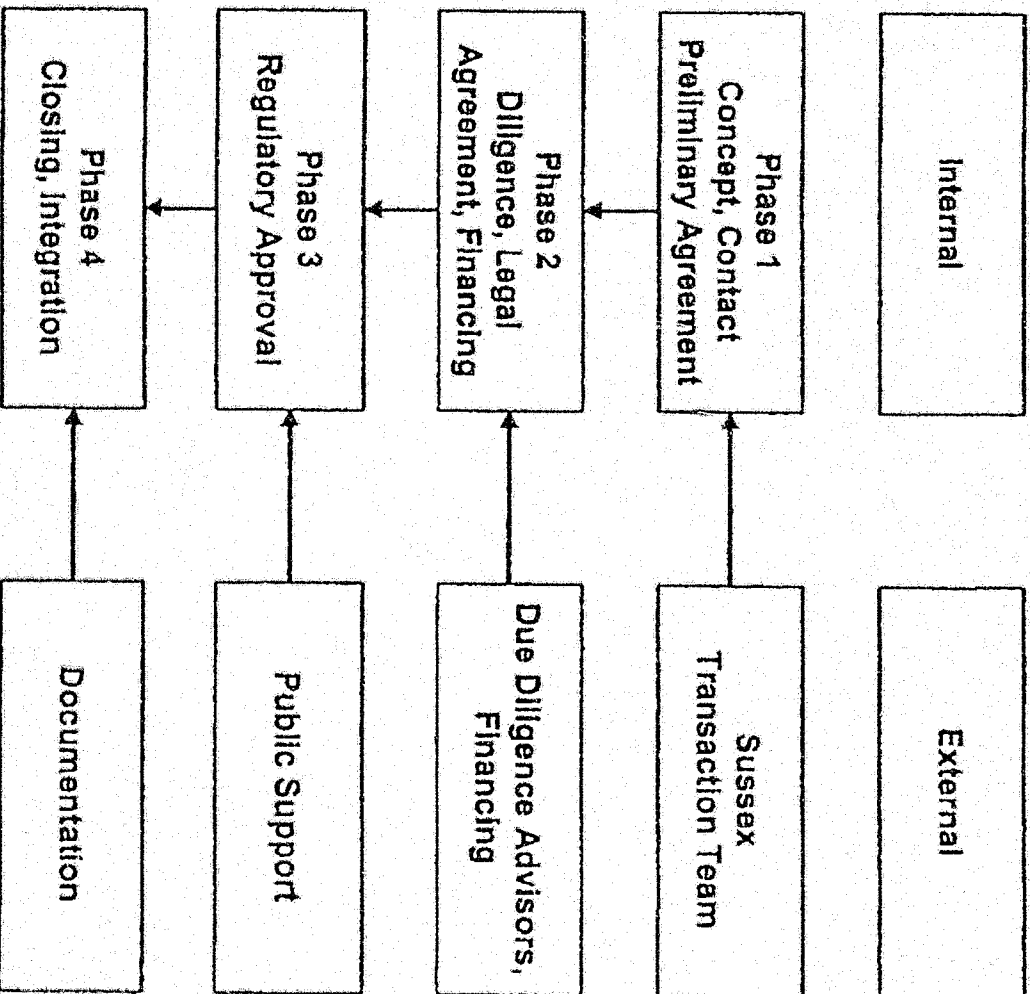 Internal
External
Phase 1
Concept, Contact
Preliminary Agreement
Sussex
Transaction Team
Phase 2
Diligence, Legal
Agreement, Financing
Due Diligence Advisors,
Financing
Phase 3
Regulatory Approval
Public Support
Phase 4
Closing, Integration
Documentation